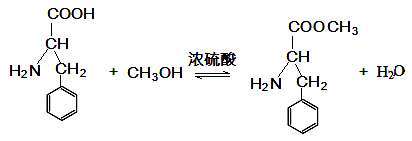 COOH
CH
H₂N CH₂
+ CH₃OH
浓硫酸
⇌
COOCH₃
CH
H₂N CH₂
+ H₂O